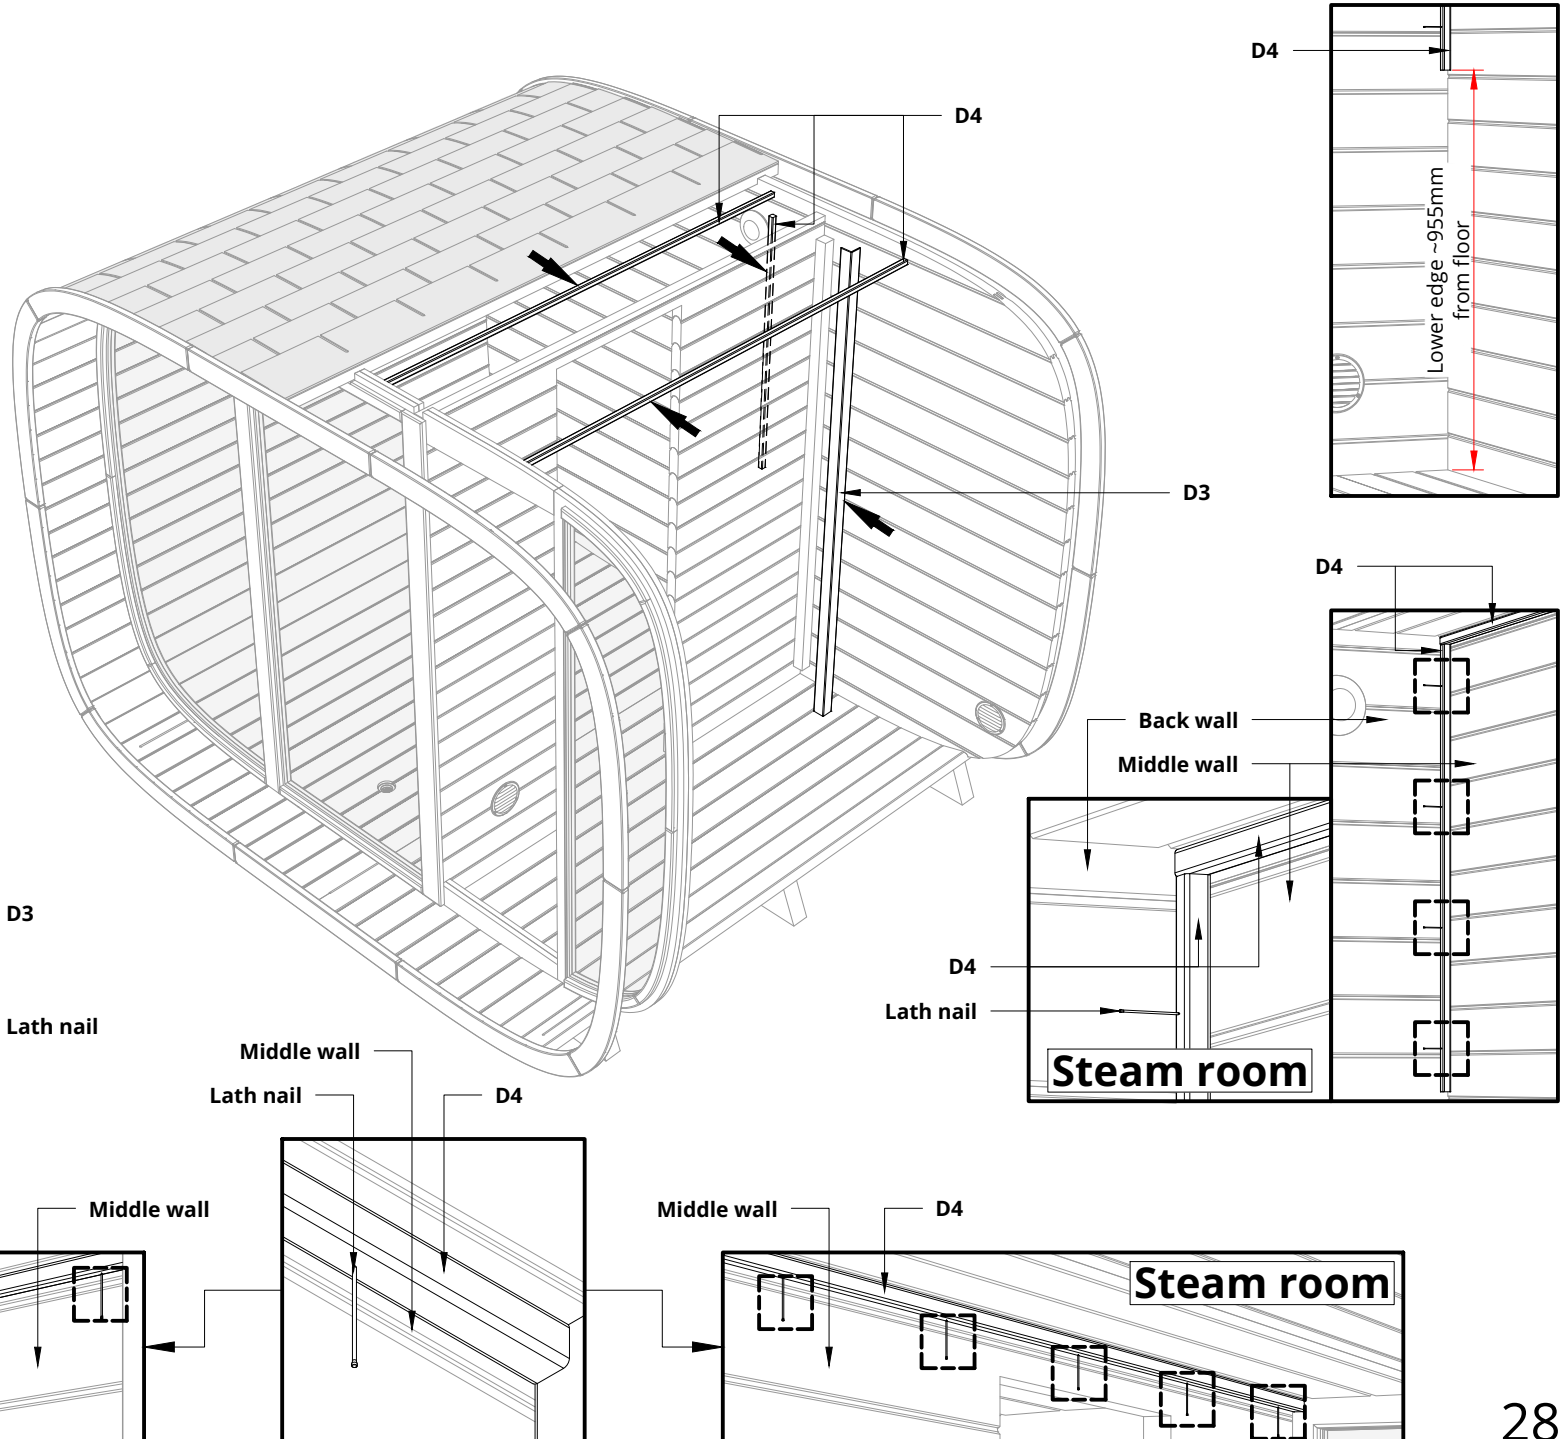 D4
D4
Lower edge ~955mm
from floor
D3
D4
Back wall
Middle wall
D3
D4
Lath nail
Lath nail
Steam room
Middle wall
Lath nail
D4
Middle wall
Middle wall
D4
Steam room
28